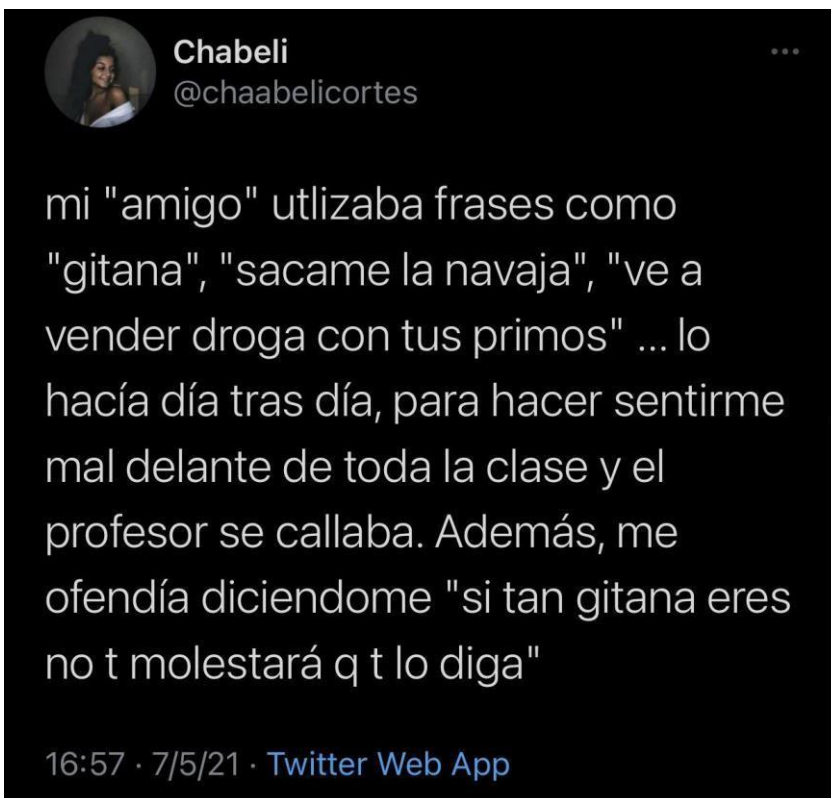 Chabeli
@chaabelicortes
mi "amigo" utlizaba frases como
"gitana", "sacame la navaja", "ve a
vender droga con tus primos" ... lo
hacía día tras día, para hacer sentirme
mal delante de toda la clase y el
profesor se callaba. Además, me
ofendía diciendome "si tan gitana eres
no t molestará q t lo diga"
16:57 · 7/5/21 · Twitter Web App